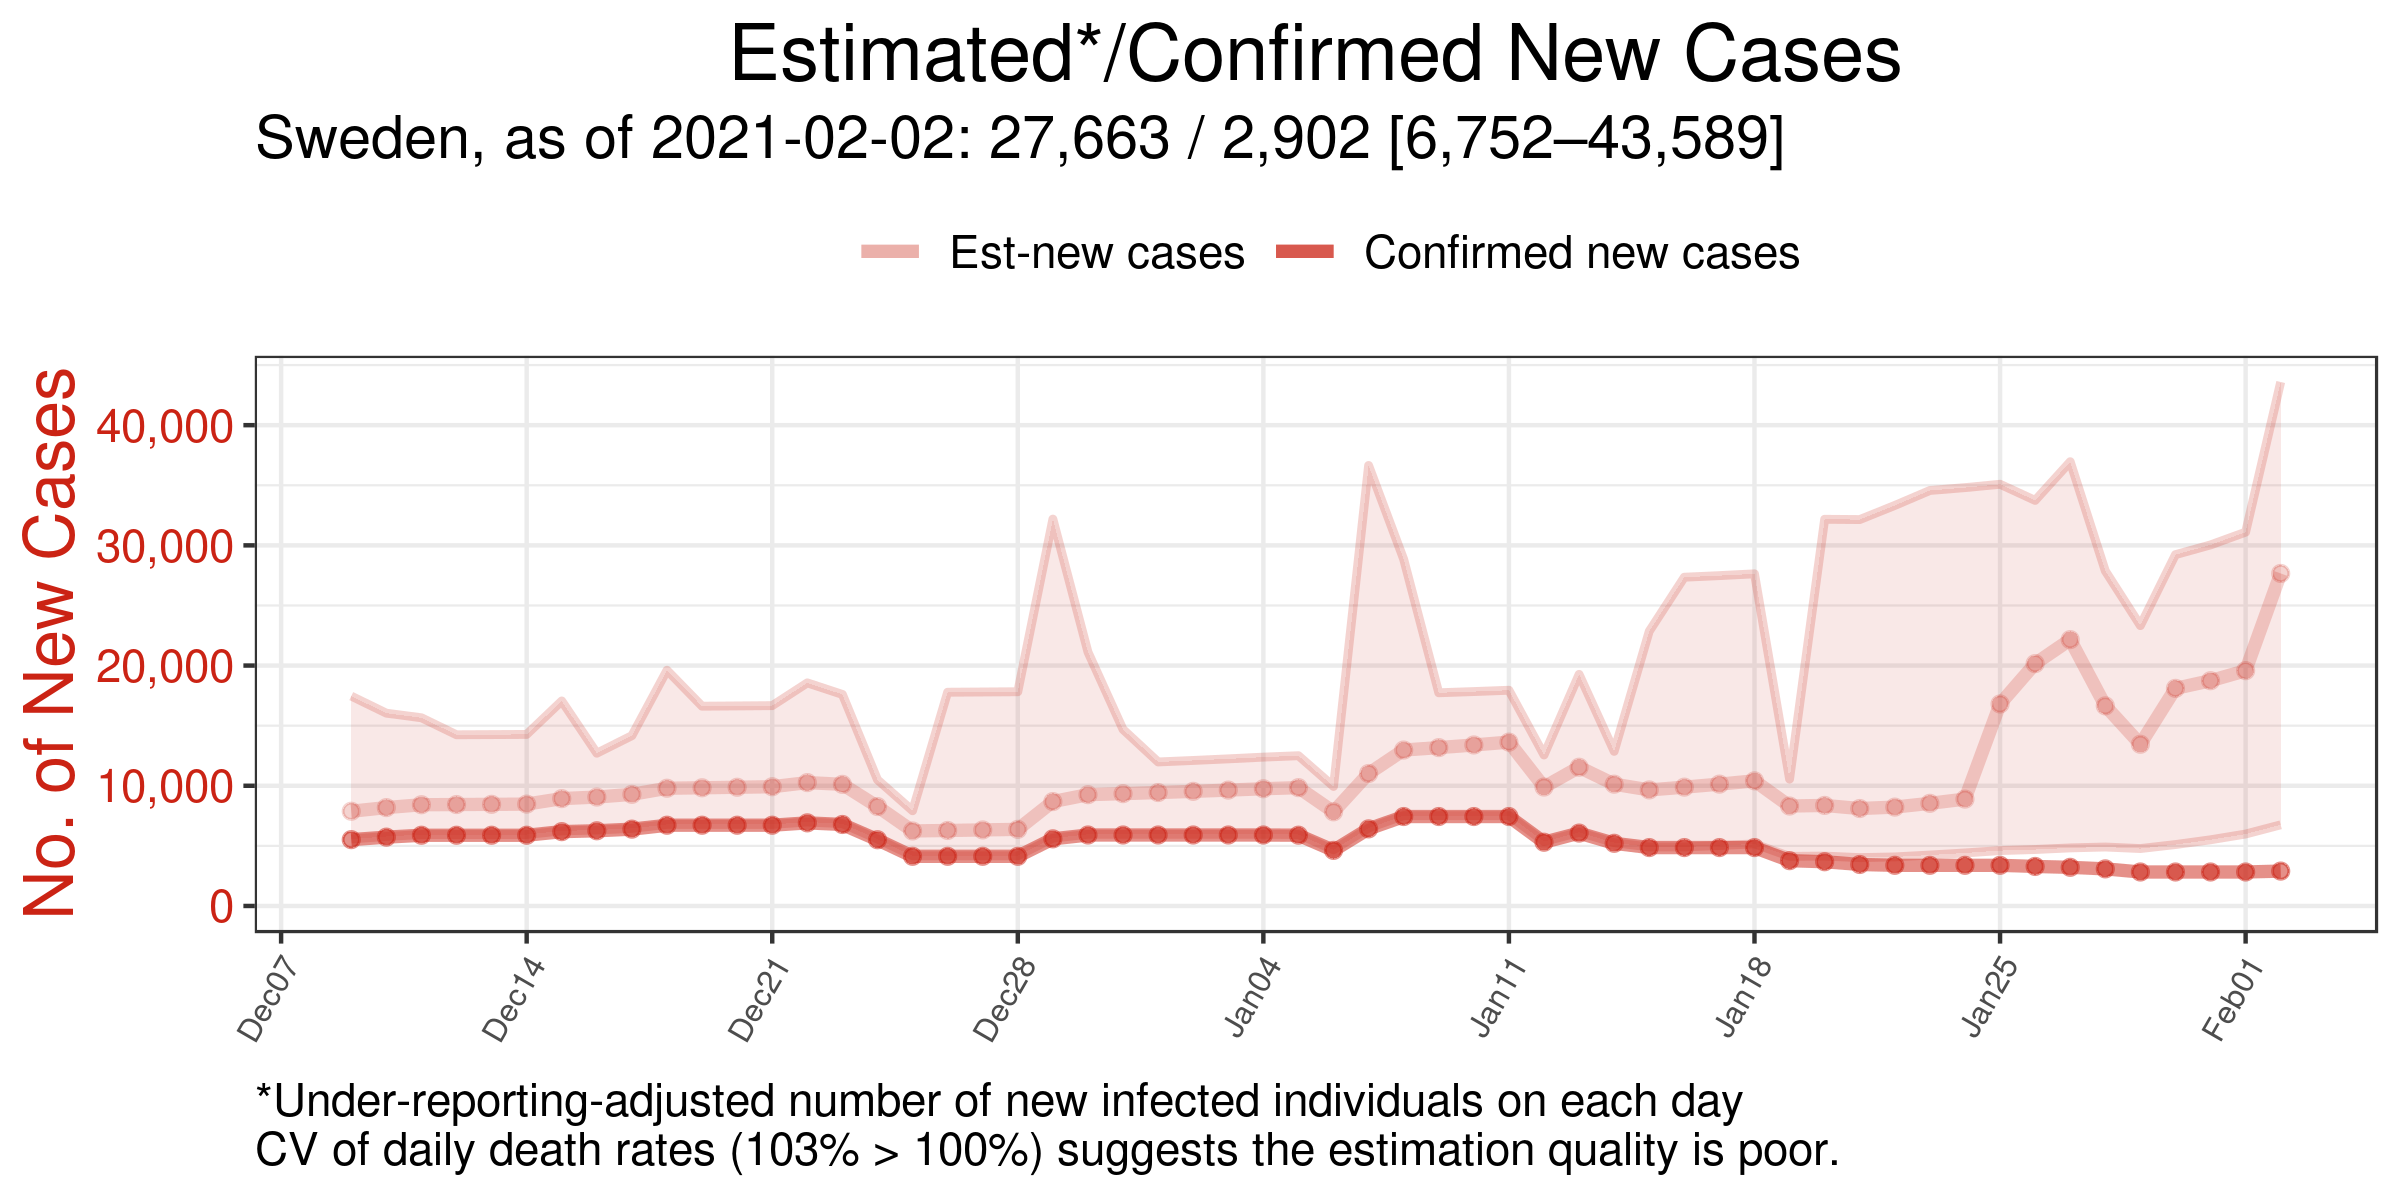 Estimated*/Confirmed New Cases
Sweden, as of 2021-02-02: 27,663 / 2,902 [6,752–43,589]
Est-new cases
Confirmed new cases
No. of New Cases
40,000
30,000
20,000
10,000
0
Dec07
Dec14
Dec21
Dec28
Jan04
Jan11
Jan18
Jan25
Feb01
*Under-reporting-adjusted number of new infected individuals on each day
CV of daily death rates (103% > 100%) suggests the estimation quality is poor.